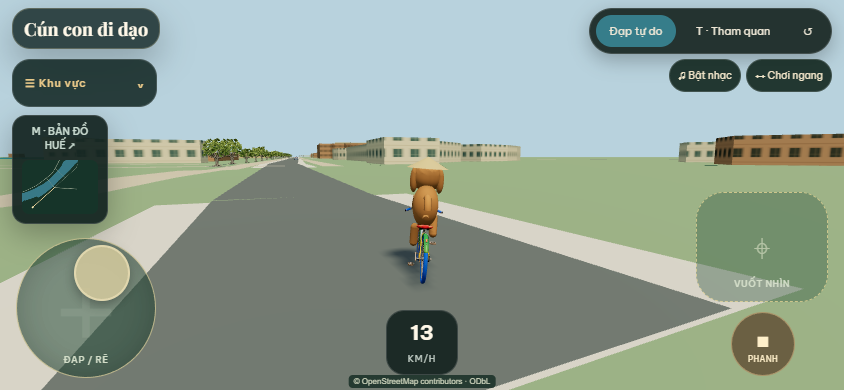 Cún con đi dạo
Đạp tự do
T · Tham quan
↺
☰ Khu vực
♫ Bật nhạc
↔ Chơi ngang
M · BẢN ĐỒ
HUẾ ↗
VUỐT NHÌN
ĐẠP / RẼ
13
KM/H
PHANH
© OpenStreetMap contributors · ODbL